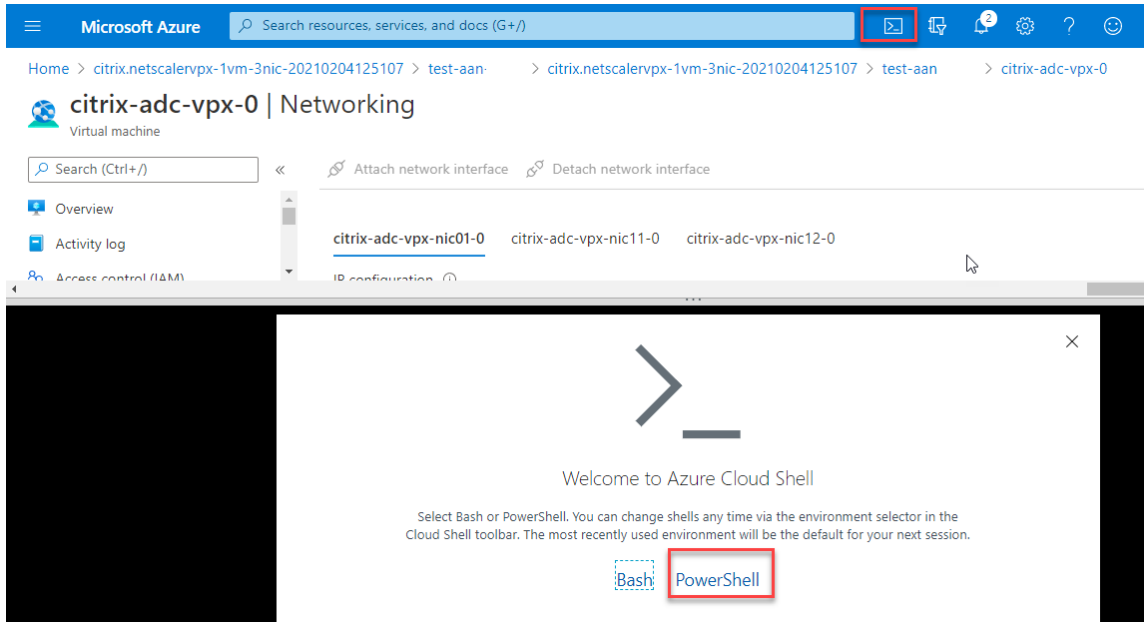 Microsoft Azure
Search resources, services, and docs (G+/)
2
Home > citrix.netscalervpx-1vm-3nic-20210204125107 > test-aan > citrix.netscalervpx-1vm-3nic-20210204125107 > test-aan > citrix-adc-vpx-0
citrix-adc-vpx-0 | Networking
Virtual machine
Search (Ctrl+/)
«
Attach network interface
Detach network interface
Overview
Activity log
Access control (IAM)
citrix-adc-vpx-nic01-0 citrix-adc-vpx-nic11-0 citrix-adc-vpx-nic12-0
IP configuration
Welcome to Azure Cloud Shell
Select Bash or PowerShell. You can change shells any time via the environment selector in the
Cloud Shell toolbar. The most recently used environment will be the default for your next session.
Bash PowerShell